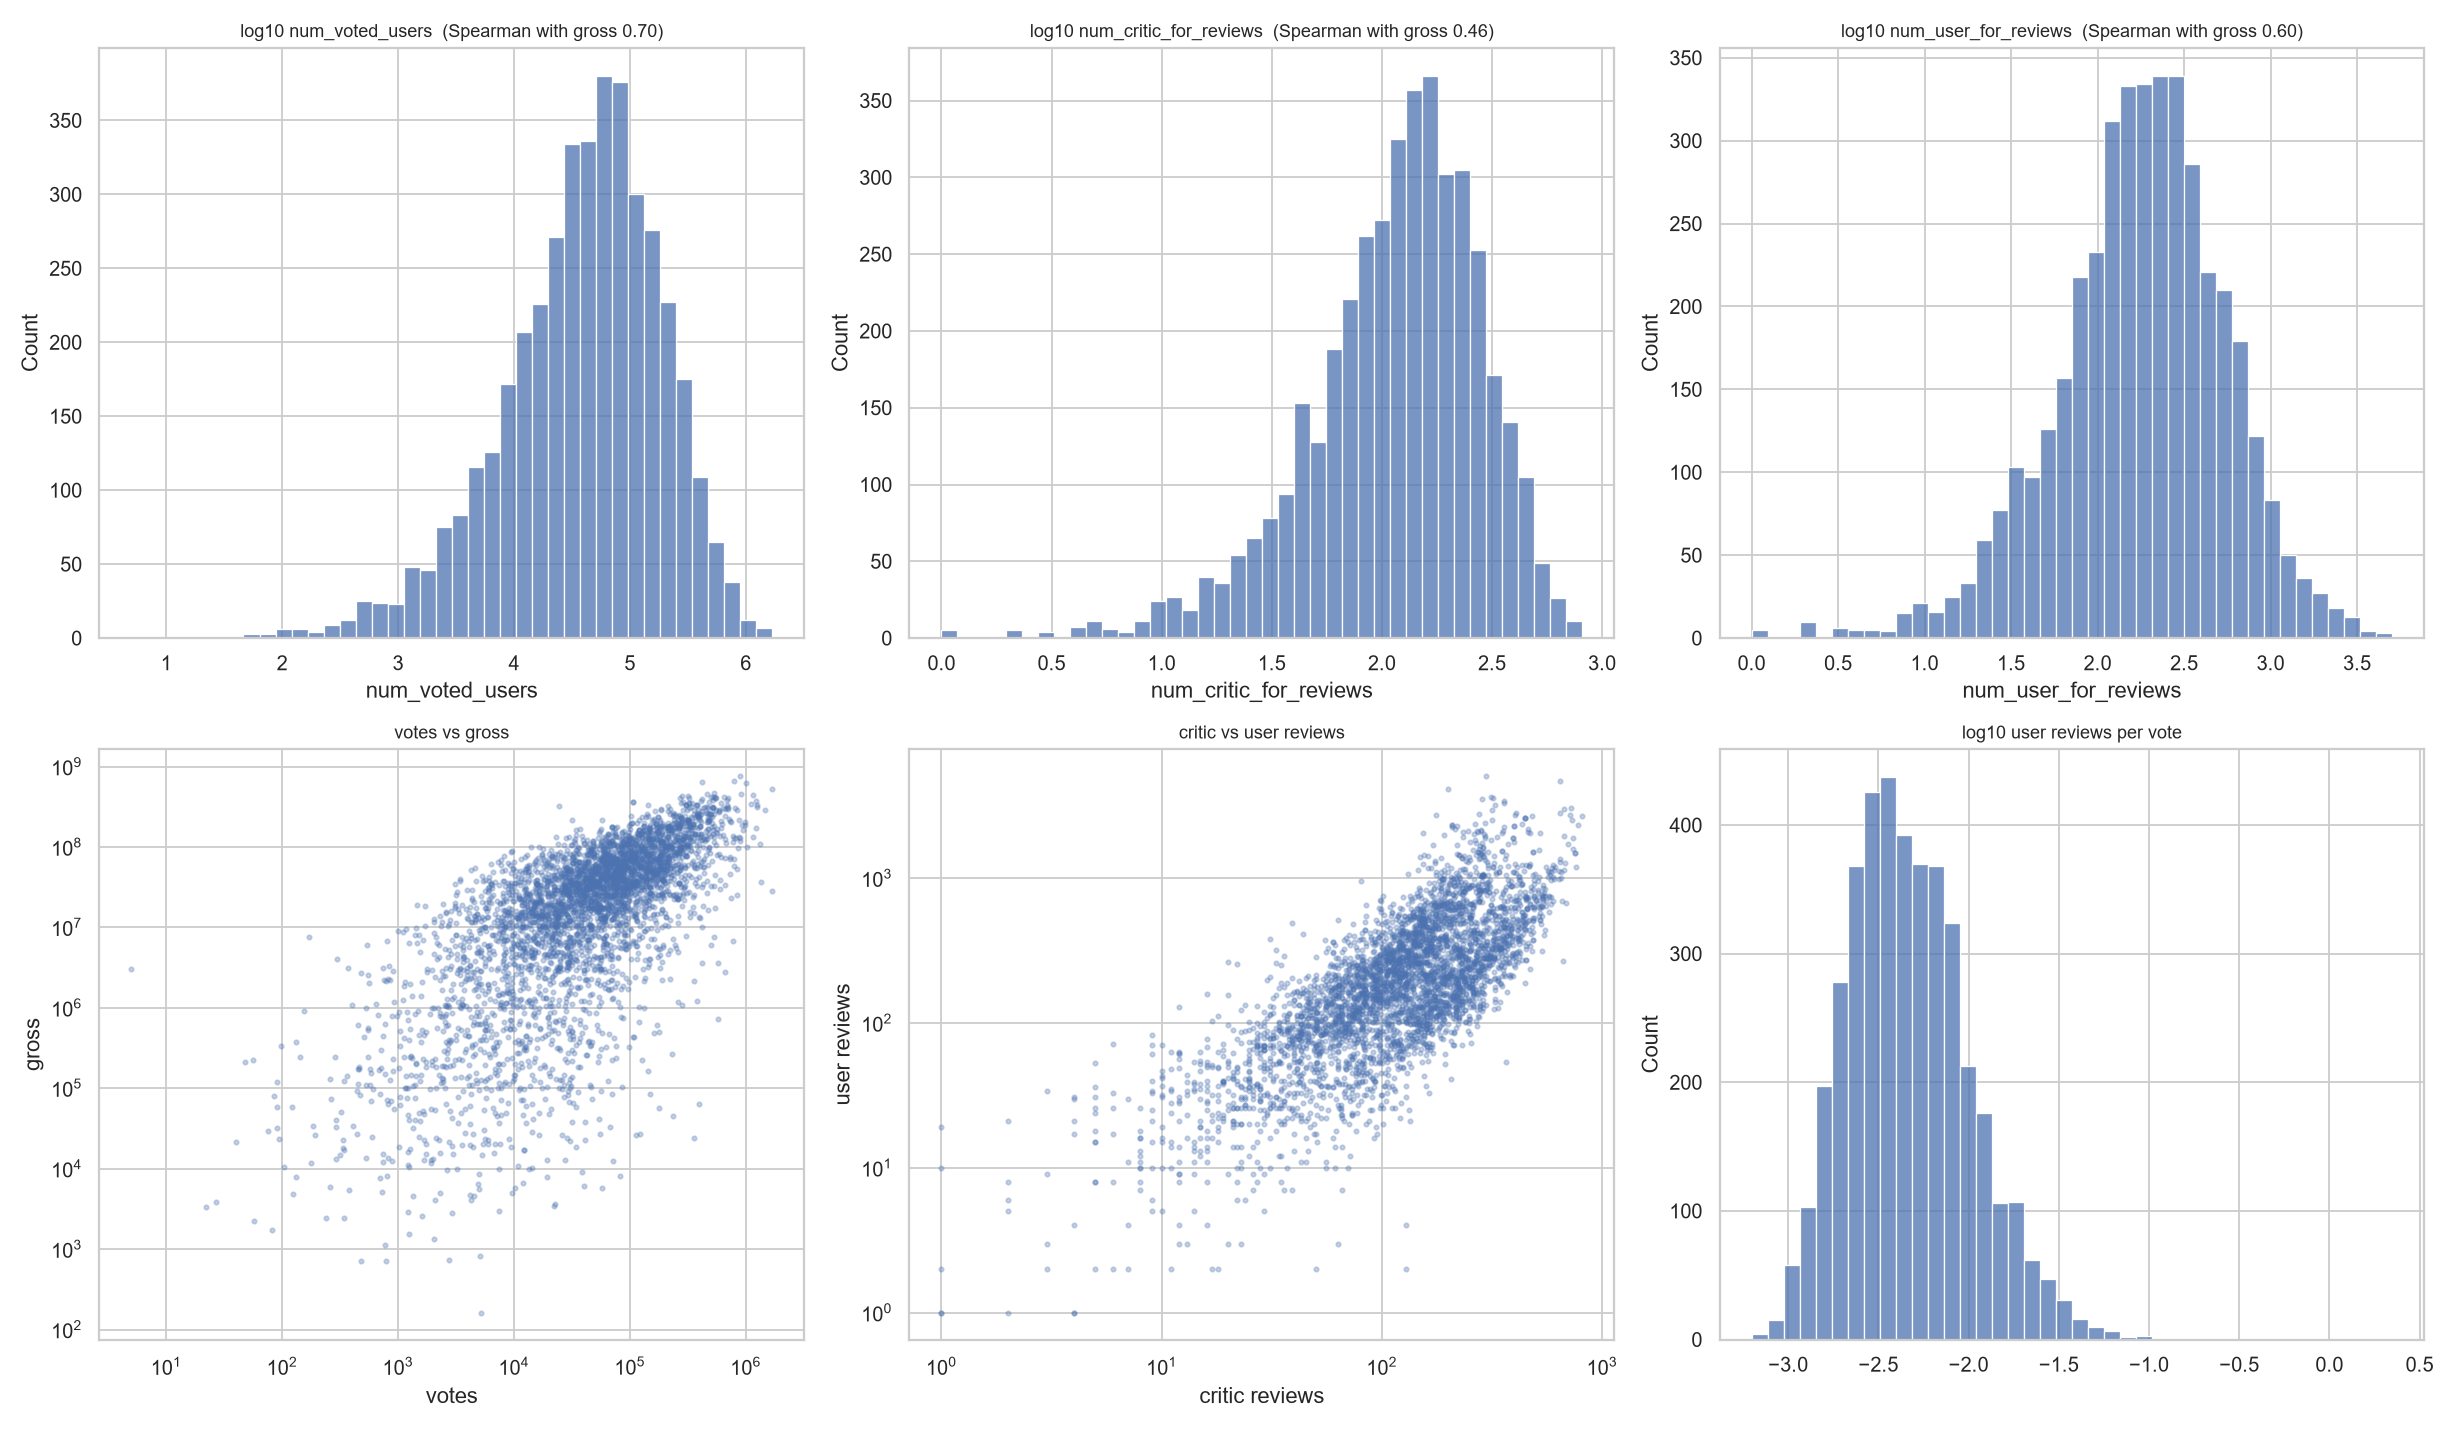 log10 num_voted_users (Spearman with gross 0.70)
Count
350
300
250
200
150
100
50
0
1 2 3 4 5 6
num_voted_users
log10 num_critic_for_reviews (Spearman with gross 0.46)
Count
350
300
250
200
150
100
50
0
0.0 0.5 1.0 1.5 2.0 2.5 3.0
num_critic_for_reviews
log10 num_user_for_reviews (Spearman with gross 0.60)
Count
350
300
250
200
150
100
50
0
0.0 0.5 1.0 1.5 2.0 2.5 3.0 3.5
num_user_for_reviews
votes vs gross
gross
10⁹
10⁸
10⁷
10⁶
10⁵
10⁴
10³
10²
10¹ 10² 10³ 10⁴ 10⁵ 10⁶
votes
critic vs user reviews
user reviews
10³
10²
10¹
10⁰
10⁰ 10¹ 10² 10³
critic reviews
log10 user reviews per vote
Count
400
300
200
100
0
−3.0 −2.5 −2.0 −1.5 −1.0 −0.5 0.0 0.5